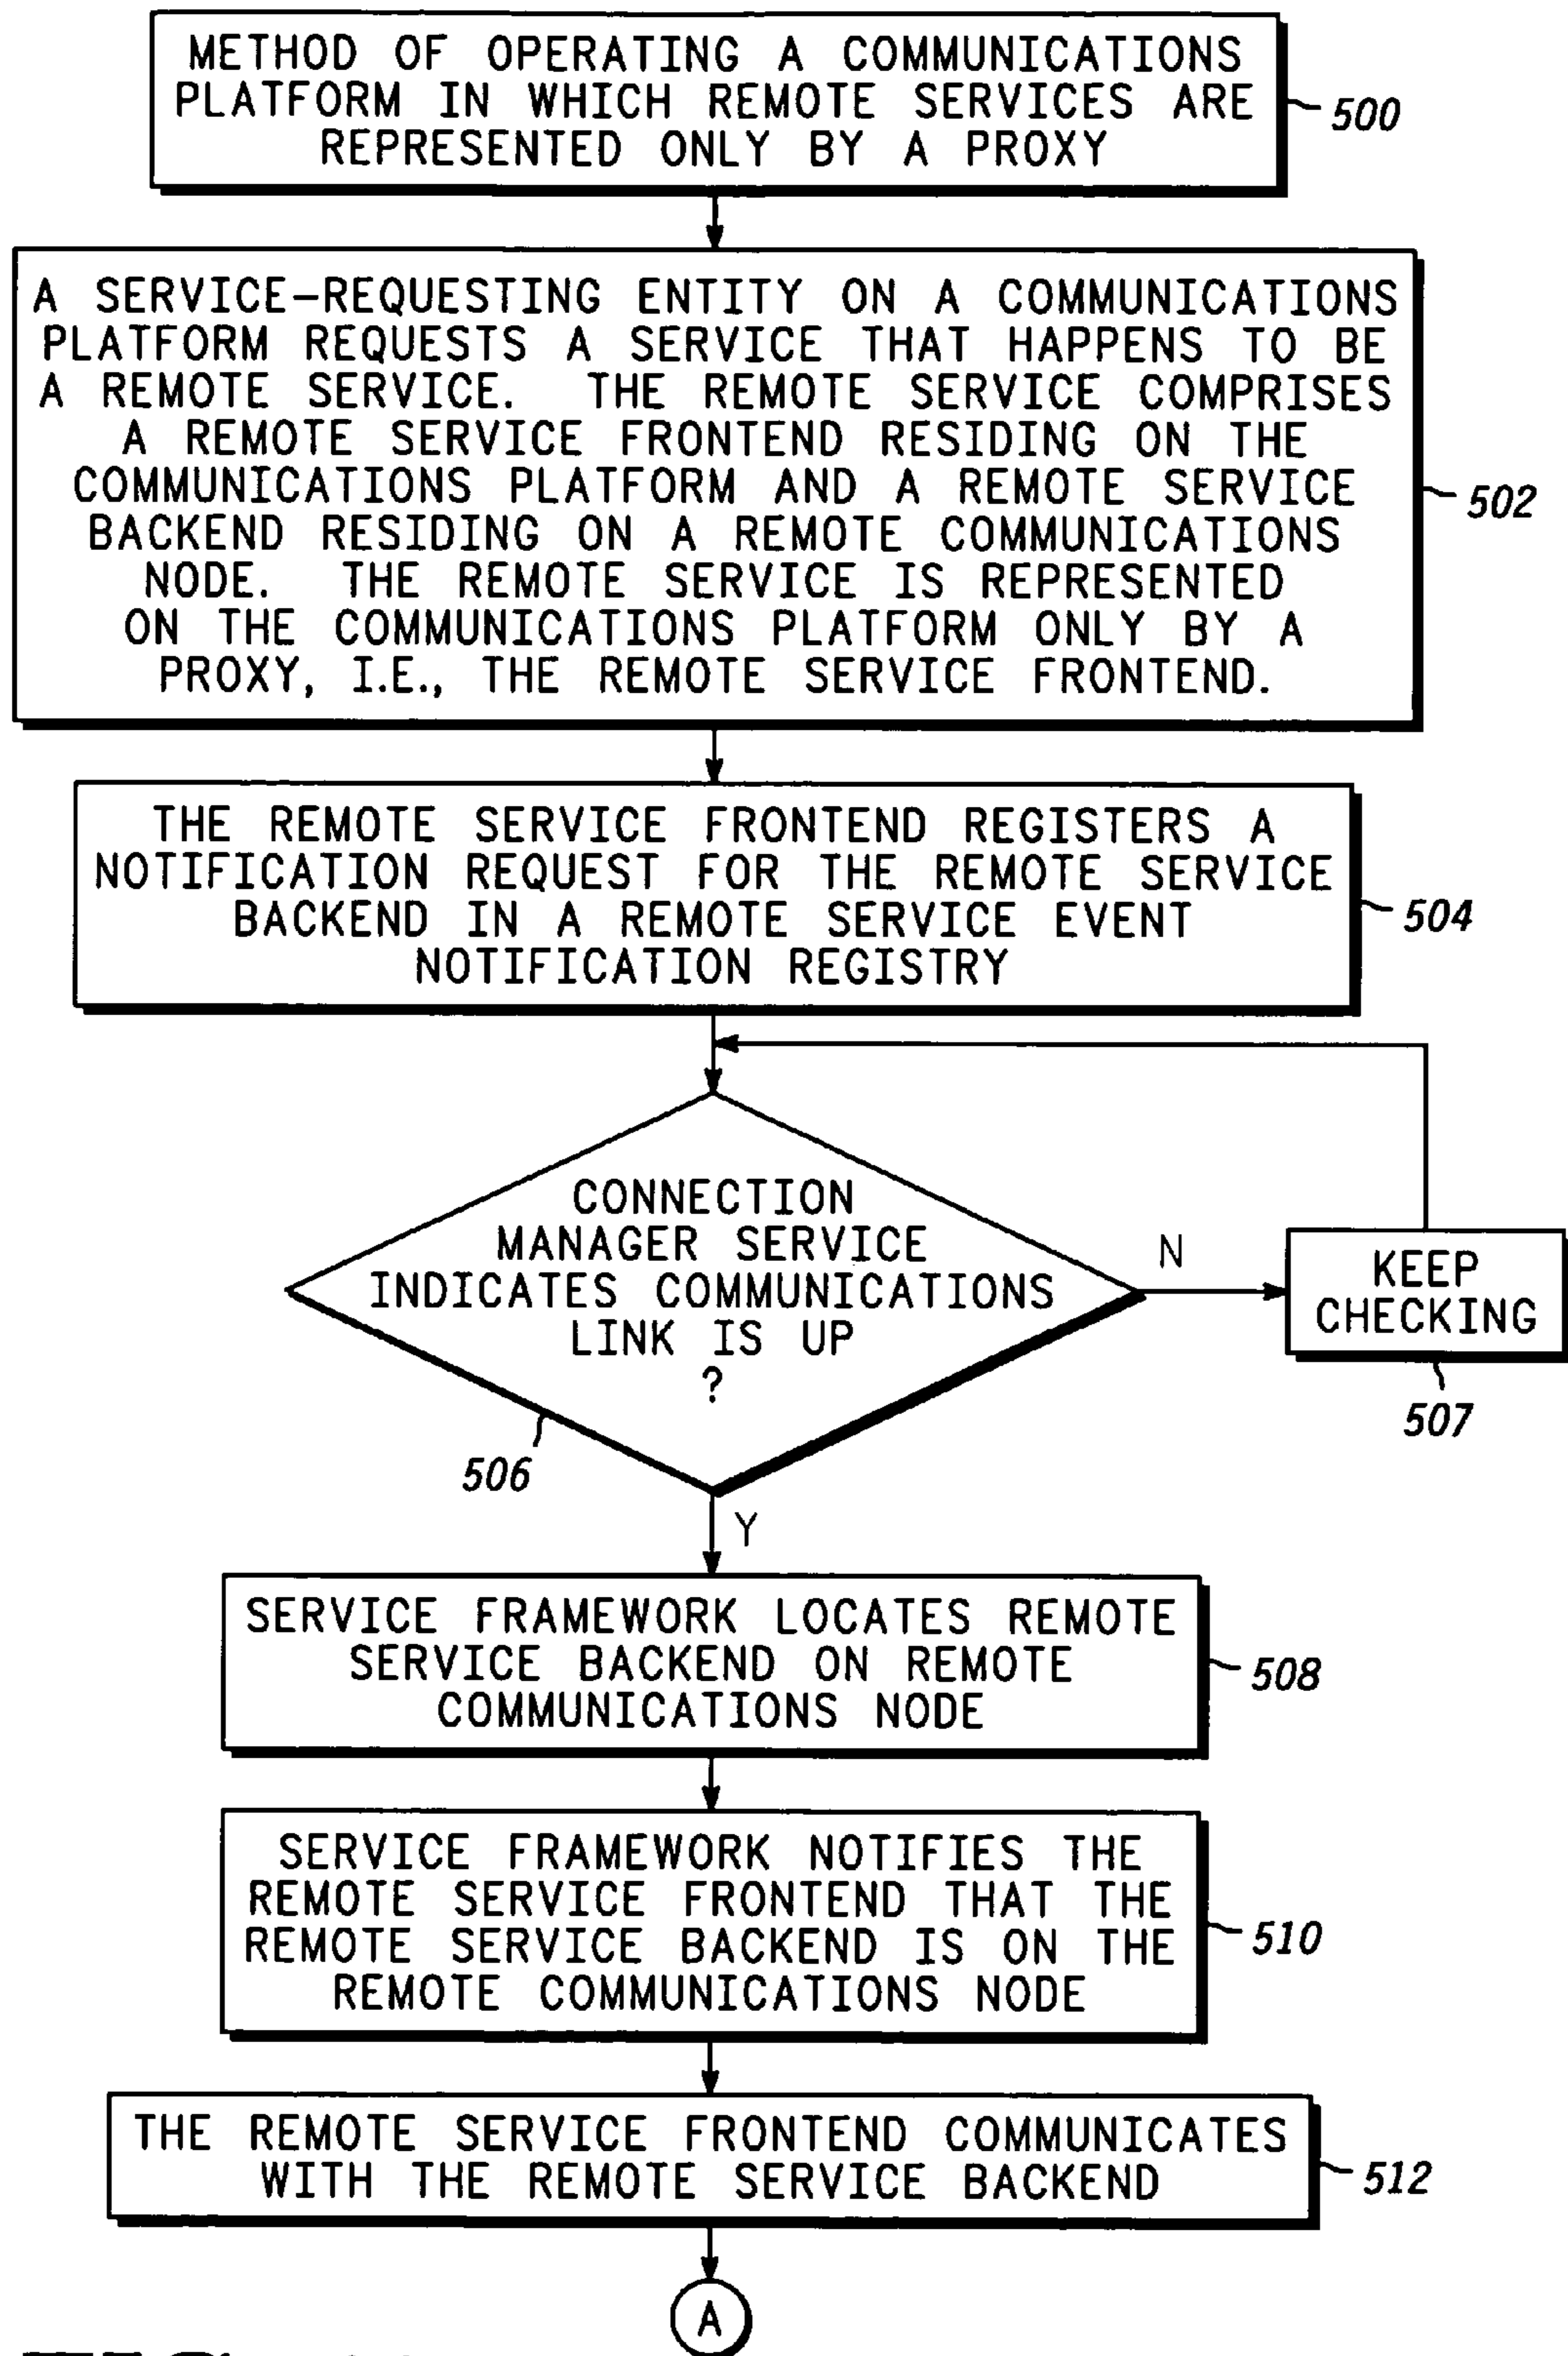 METHOD OF OPERATING A COMMUNICATIONS
PLATFORM IN WHICH REMOTE SERVICES ARE
REPRESENTED ONLY BY A PROXY
500
A SERVICE-REQUESTING ENTITY ON A COMMUNICATIONS
PLATFORM REQUESTS A SERVICE THAT HAPPENS TO BE
A REMOTE SERVICE. THE REMOTE SERVICE COMPRISES
A REMOTE SERVICE FRONTEND RESIDING ON THE
COMMUNICATIONS PLATFORM AND A REMOTE SERVICE
BACKEND RESIDING ON A REMOTE COMMUNICATIONS
NODE. THE REMOTE SERVICE IS REPRESENTED
ON THE COMMUNICATIONS PLATFORM ONLY BY A
PROXY, I.E., THE REMOTE SERVICE FRONTEND.
502
THE REMOTE SERVICE FRONTEND REGISTERS A
NOTIFICATION REQUEST FOR THE REMOTE SERVICE
BACKEND IN A REMOTE SERVICE EVENT
NOTIFICATION REGISTRY
504
CONNECTION
MANAGER SERVICE
INDICATES COMMUNICATIONS
LINK IS UP
?
506
N
KEEP
CHECKING
507
Y
SERVICE FRAMEWORK LOCATES REMOTE
SERVICE BACKEND ON REMOTE
COMMUNICATIONS NODE
508
SERVICE FRAMEWORK NOTIFIES THE
REMOTE SERVICE FRONTEND THAT THE
REMOTE SERVICE BACKEND IS ON THE
REMOTE COMMUNICATIONS NODE
510
THE REMOTE SERVICE FRONTEND COMMUNICATES
WITH THE REMOTE SERVICE BACKEND
512
A